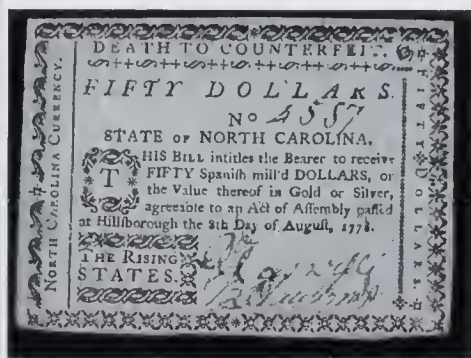 DEATH TO COUNTERFEIT.
FIFTY DOLLARS.
No 4557
STATE OF NORTH CAROLINA.
THIS BILL intitles the Bearer to receive
FIFTY Spaniſh mill'd DOLLARS, or
the Value thereof in Gold or Silver,
agreeable to an Act of Aſſembly paſſed
at Hillſborough the 8th Day of Auguſt, 1778.
THE RISING
STATES.
NORTH CAROLINA CURRENCY.
FIFTY DOLLARS.